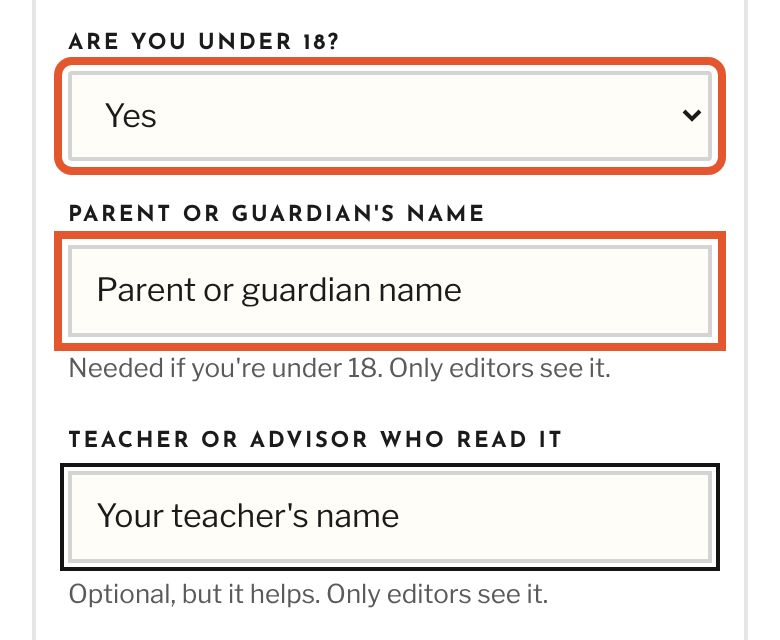 ARE YOU UNDER 18?
Yes
PARENT OR GUARDIAN'S NAME
Parent or guardian name
Needed if you're under 18. Only editors see it.
TEACHER OR ADVISOR WHO READ IT
Your teacher's name
Optional, but it helps. Only editors see it.